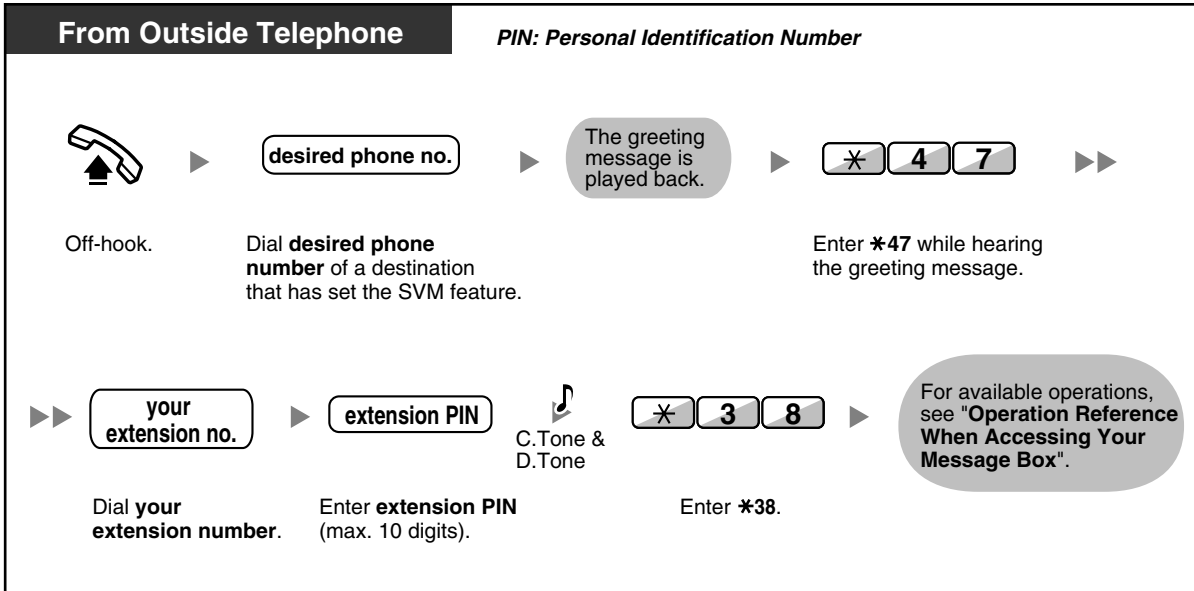 From Outside Telephone
PIN: Personal Identification Number
desired phone no.
The greeting
message is
played back.
* 4 7
Off-hook.
Dial desired phone
number of a destination
that has set the SVM feature.
Enter *47 while hearing
the greeting message.
your
extension no.
extension PIN
C.Tone &
D.Tone
* 3 8
For available operations,
see "Operation Reference
When Accessing Your
Message Box".
Dial your
extension number.
Enter extension PIN
(max. 10 digits).
Enter *38.